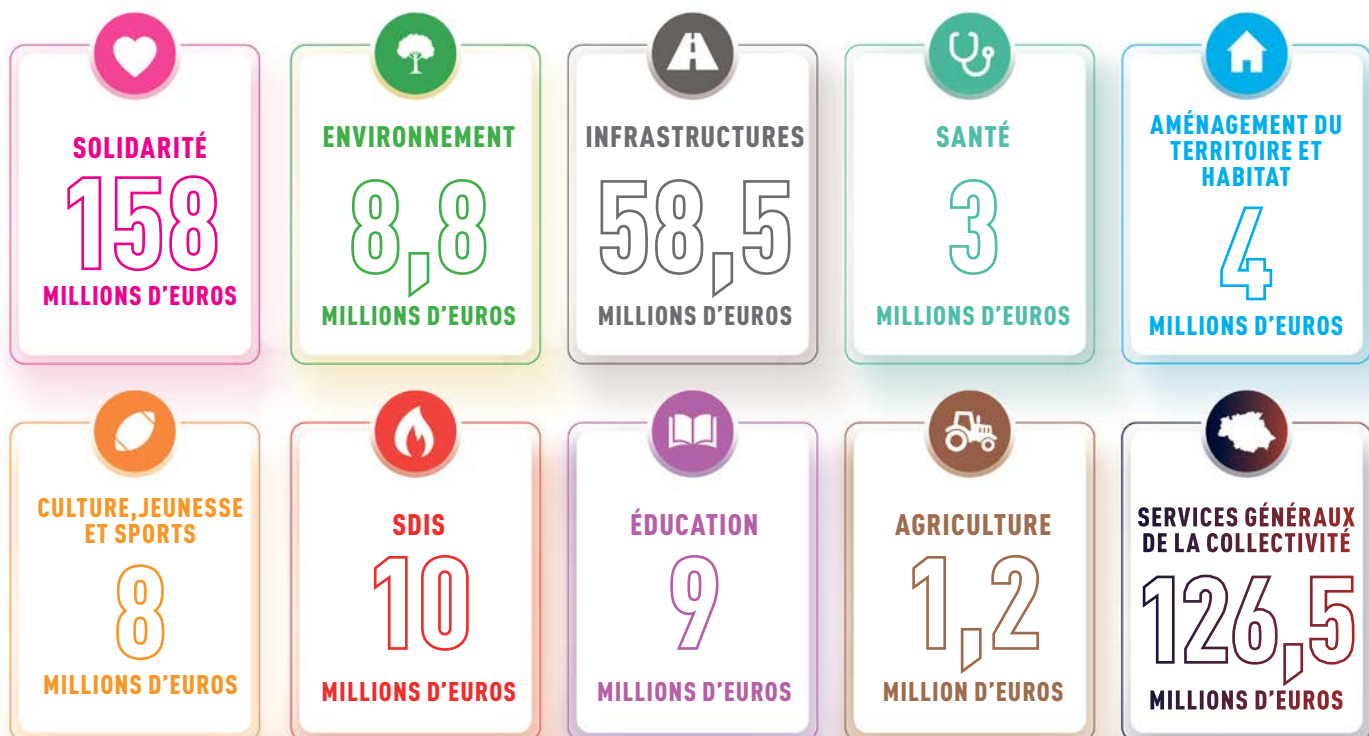 SOLIDARITÉ
158
MILLIONS D'EUROS
ENVIRONNEMENT
8,8
MILLIONS D'EUROS
INFRASTRUCTURES
58,5
MILLIONS D'EUROS
SANTÉ
3
MILLIONS D'EUROS
AMÉNAGEMENT DU
TERRITOIRE ET
HABITAT
4
MILLIONS D'EUROS
CULTURE, JEUNESSE
ET SPORTS
8
MILLIONS D'EUROS
SDIS
10
MILLIONS D'EUROS
ÉDUCATION
9
MILLIONS D'EUROS
AGRICULTURE
1,2
MILLION D'EUROS
SERVICES GÉNÉRAUX
DE LA COLLECTIVITÉ
126,5
MILLIONS D'EUROS